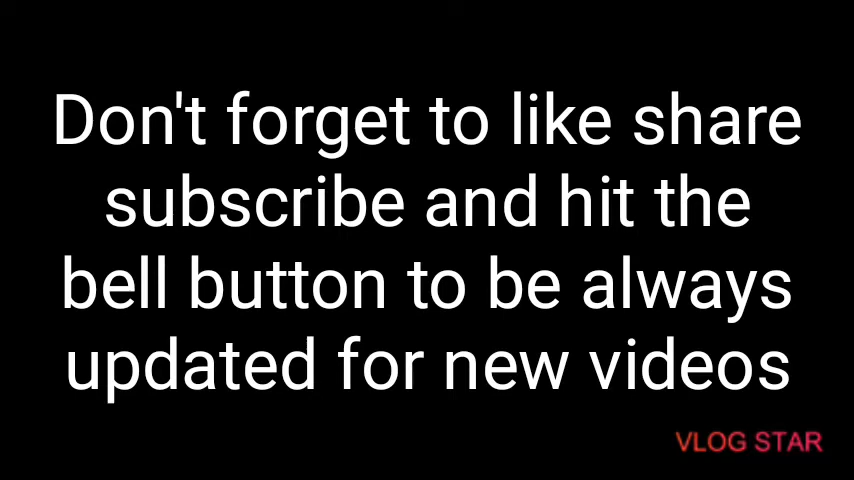 Don't forget to like share
subscribe and hit the
bell button to be always
updated for new videos
VLOG STAR